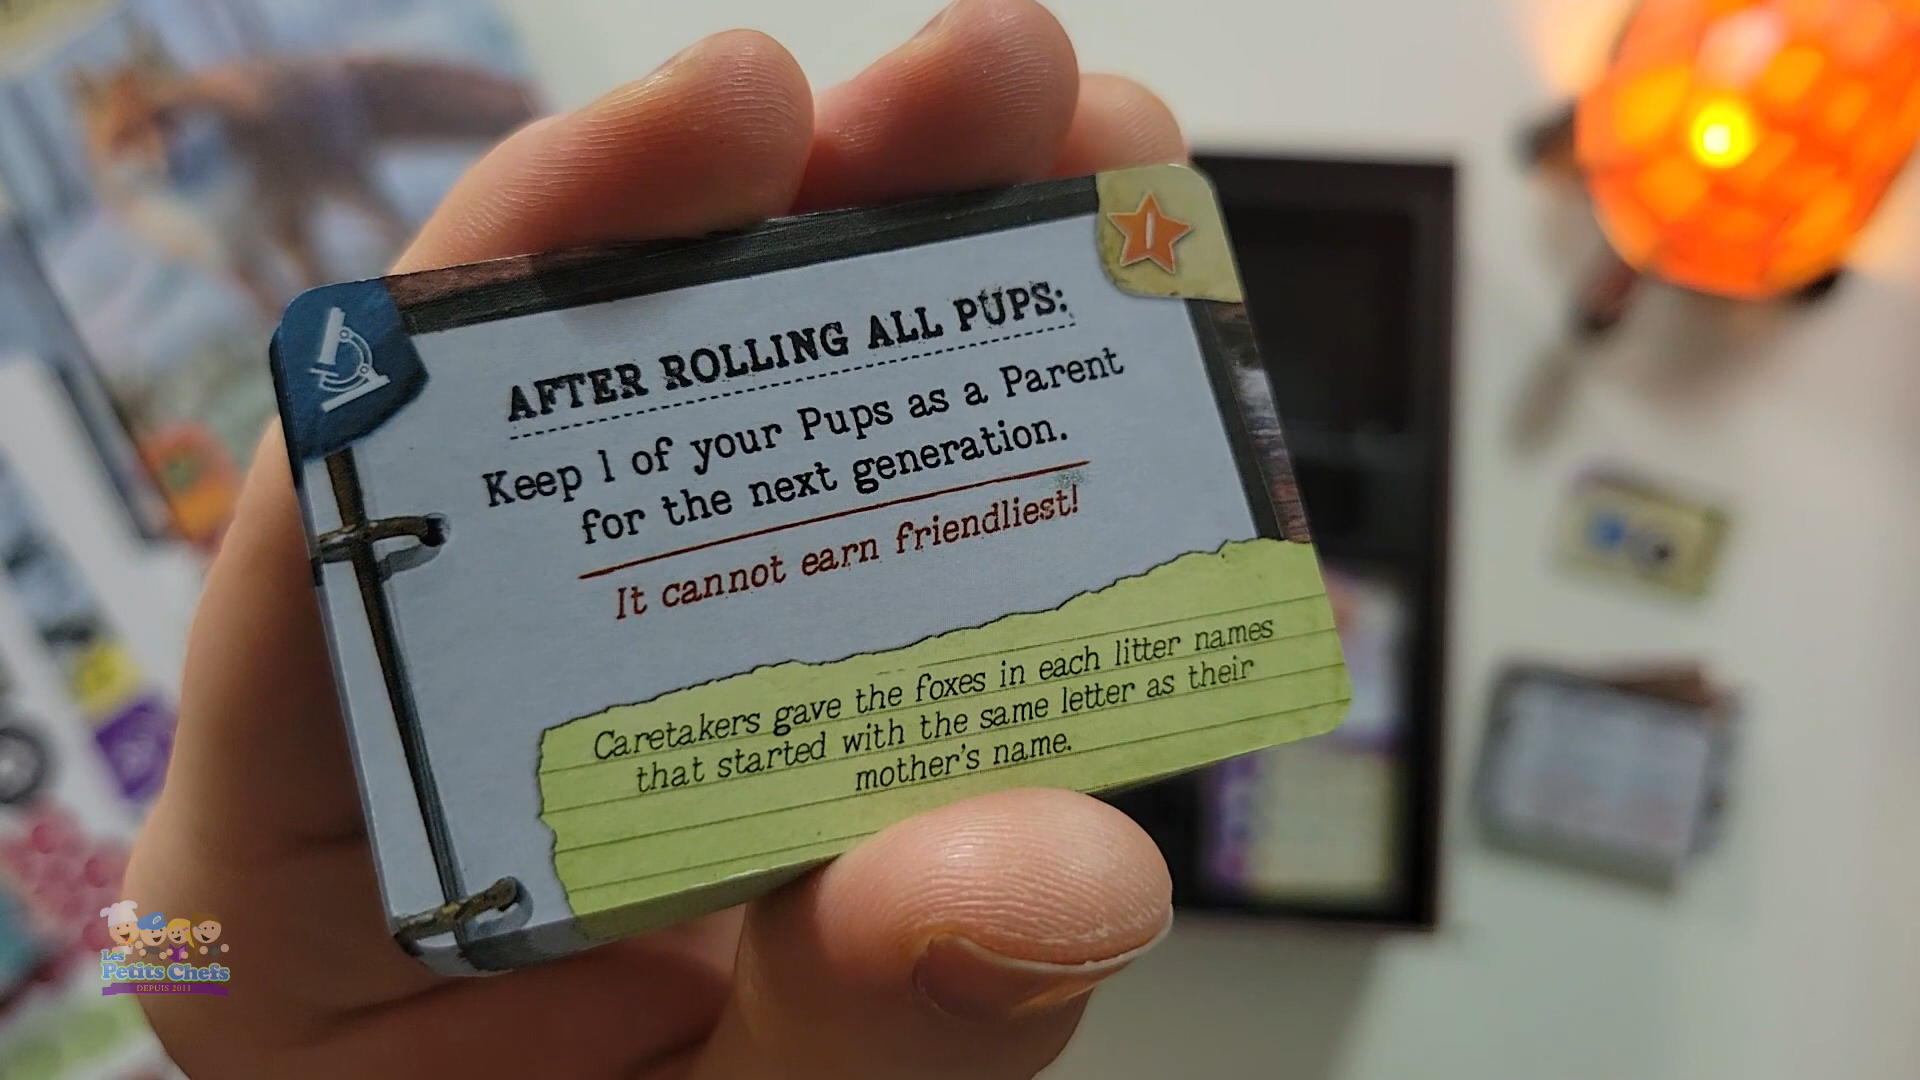 1
AFTER ROLLING ALL PUPS:
Keep 1 of your Pups as a Parent
for the next generation.
It cannot earn friendliest!
Caretakers gave the foxes in each litter names
that started with the same letter as their
mother's name.
Les
Petits Chefs
DEPUIS 2011